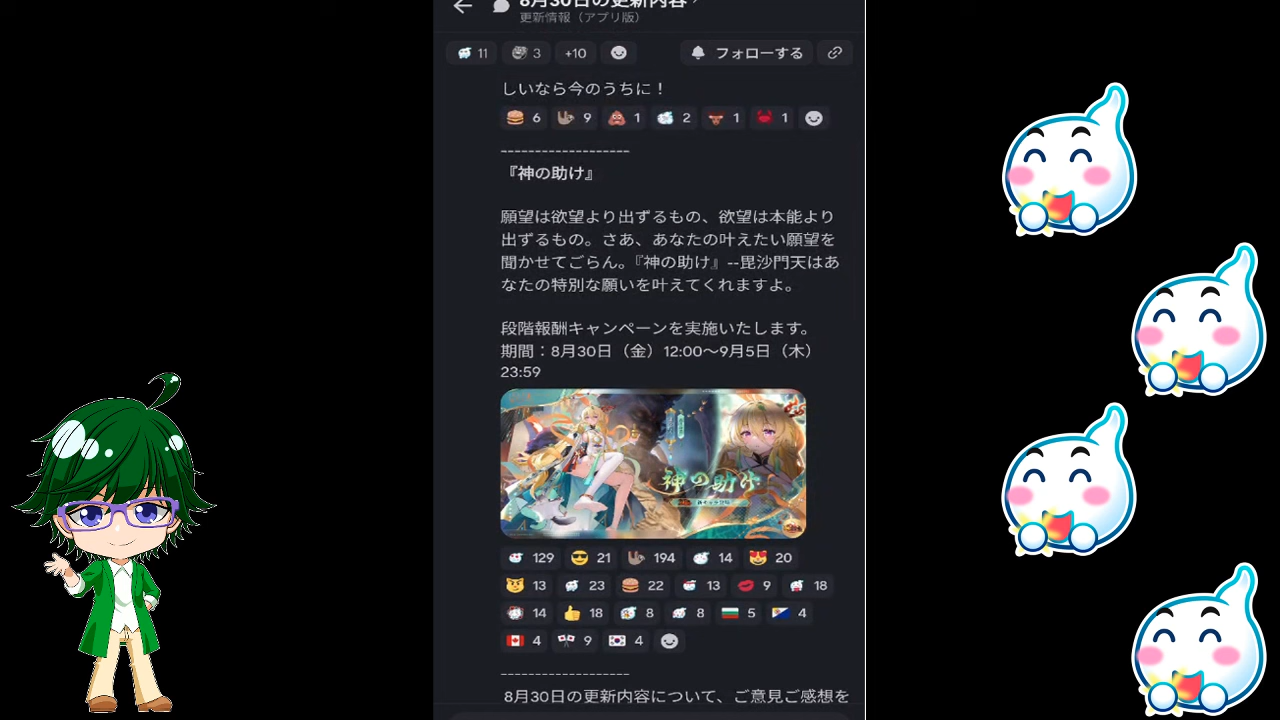 8月30日の更新内容
更新情報（アプリ版）
11 3 +10 フォローする
しいなら今のうちに！
6 9 1 2 1 1
-------------------
『神の助け』
願望は欲望より出ずるもの、欲望は本能より
出ずるもの。さあ、あなたの叶えたい願望を
聞かせてごらん。『神の助け』--毘沙門天はあ
なたの特別な願いを叶えてくれますよ。
段階報酬キャンペーンを実施いたします。
期間：8月30日（金）12:00〜9月5日（木）
23:59
神の助け
129 21 194 14 20
13 23 22 13 9 18
14 18 8 8 5 4
4 9 4
-------------------
8月30日の更新内容について、ご意見ご感想を